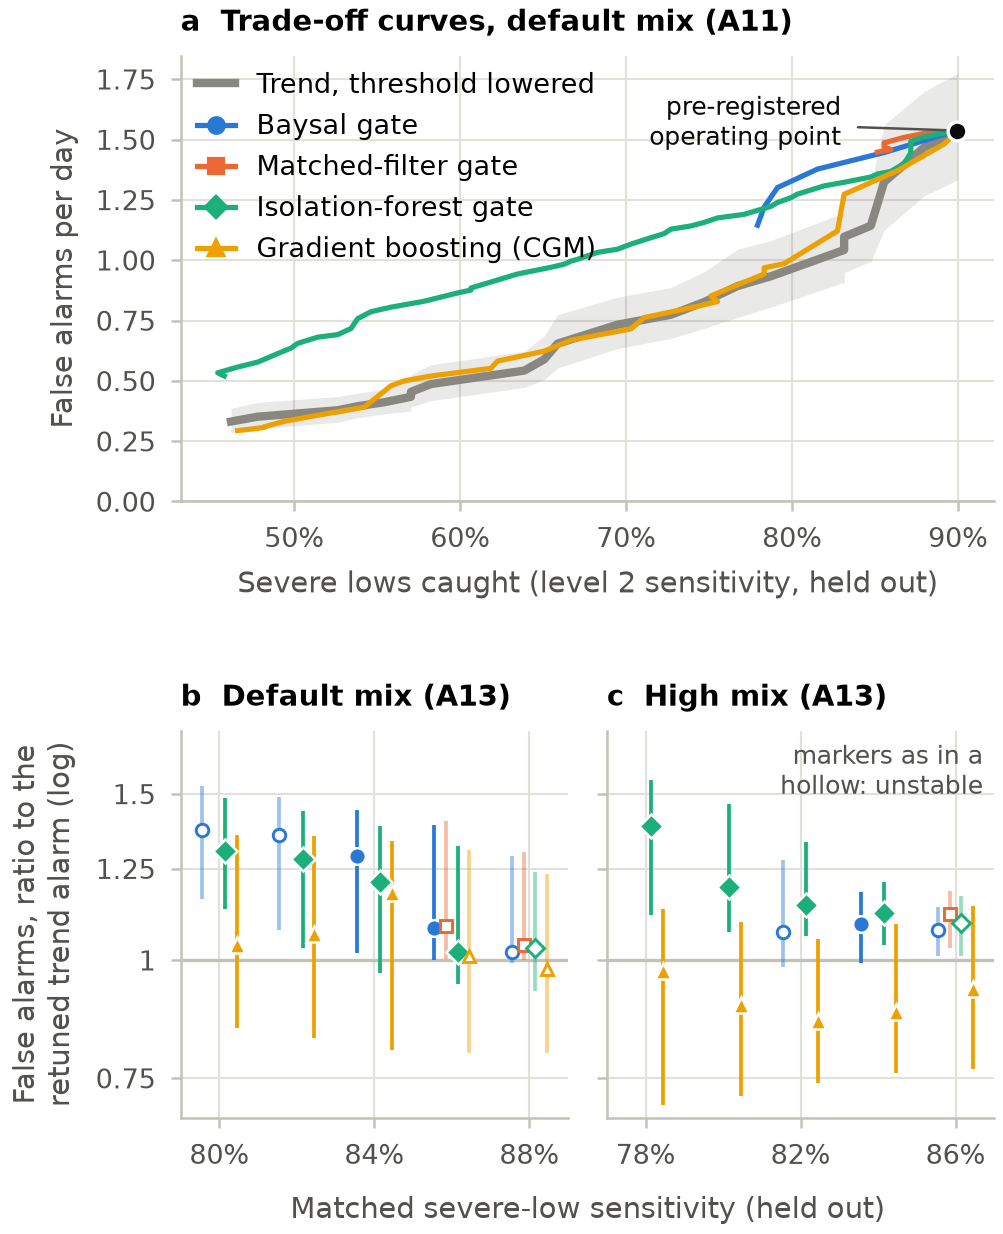 a Trade-off curves, default mix (A11)
1.75
1.50
1.25
1.00
0.75
0.50
0.25
0.00
False alarms per day
Trend, threshold lowered
Baysal gate
Matched-filter gate
Isolation-forest gate
Gradient boosting (CGM)
pre-registered
operating point
50% 60% 70% 80% 90%
Severe lows caught (level 2 sensitivity, held out)
b Default mix (A13)
c High mix (A13)
False alarms, ratio to the
retuned trend alarm (log)
1.5
1.25
1
0.75
markers as in a
hollow: unstable
80% 84% 88%
78% 82% 86%
Matched severe-low sensitivity (held out)